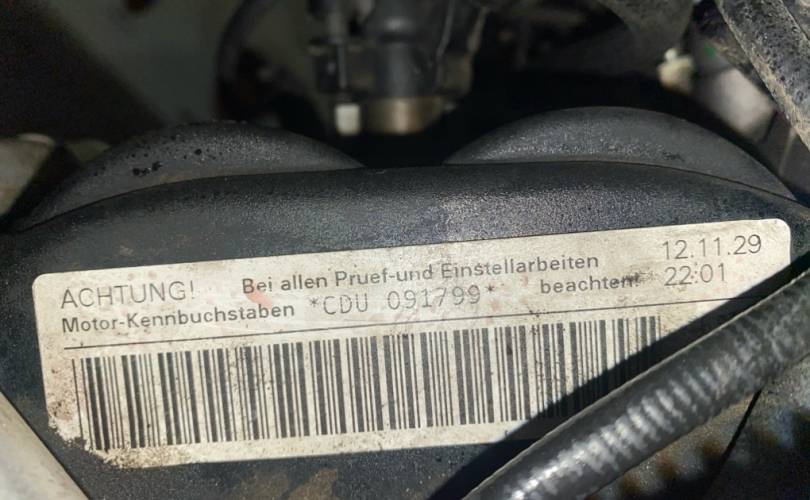 ACHTUNG! Bei allen Pruef-und Einstellarbeiten 12.11.29
Motor-Kennbuchstaben *CDU 091799* beachten! 22:01